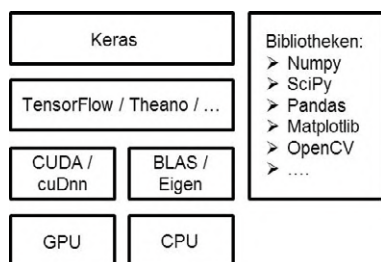 Keras
TensorFlow / Theano / ...
CUDA /
cuDnn
BLAS /
Eigen
GPU
CPU
Bibliotheken:
➢ Numpy
➢ SciPy
➢ Pandas
➢ Matplotlib
➢ OpenCV
➢ ....